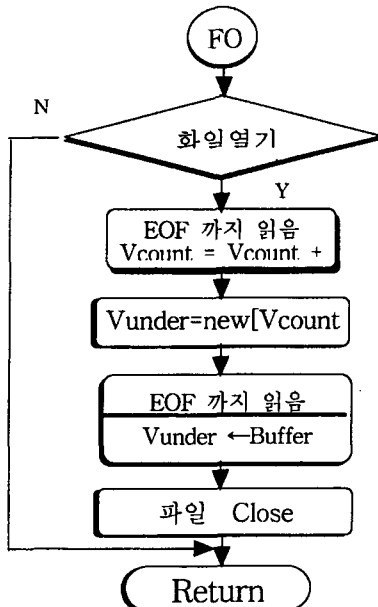 FO
N
화일열기
Y
EOF 까지 읽음
Vcount = Vcount +
Vunder=new[Vcount
EOF 까지 읽음
Vunder ←Buffer
파일 Close
Return